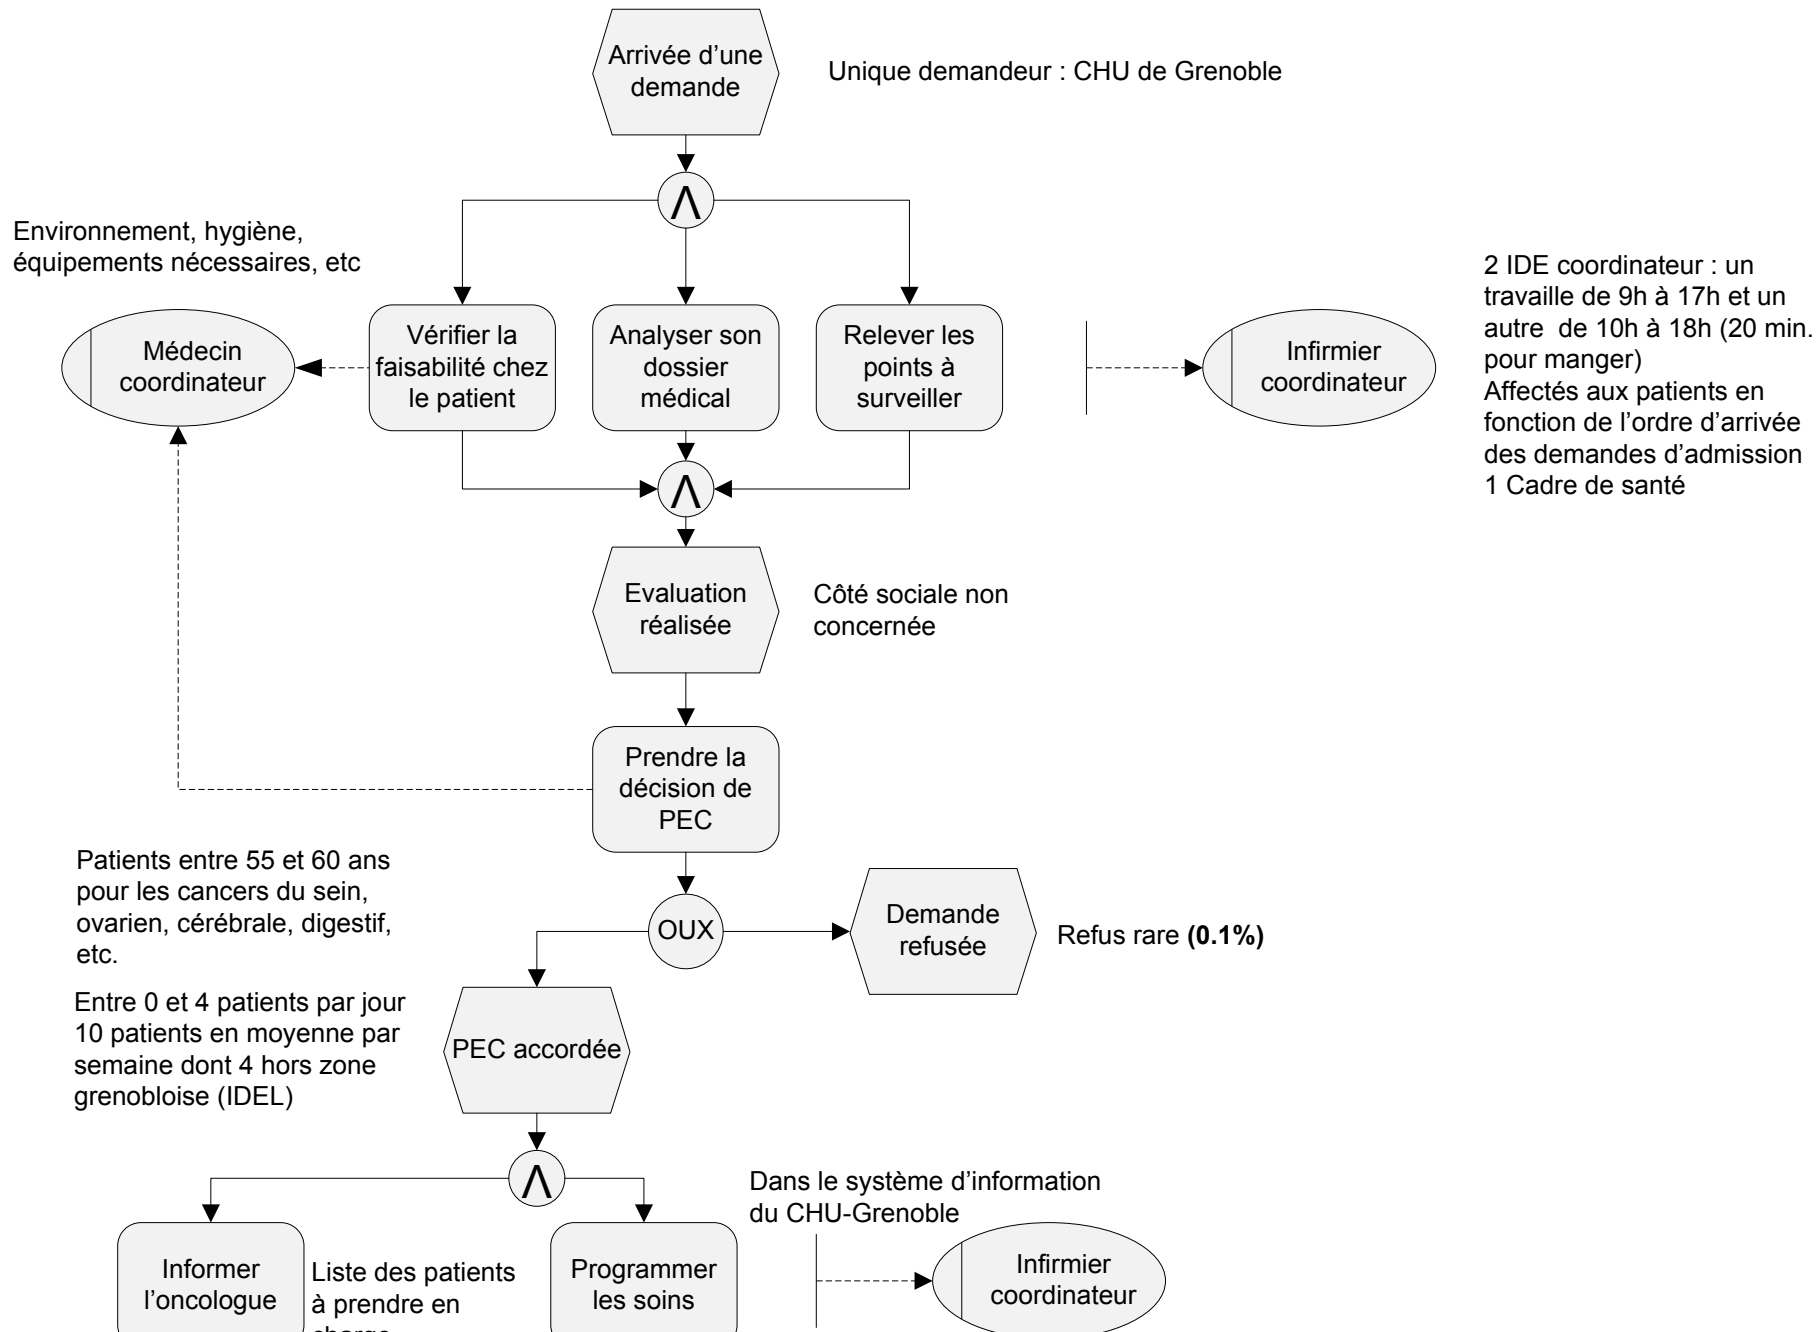 Arrivée d’une
demande
Unique demandeur : CHU de Grenoble
Λ
Environnement, hygiène,
équipements nécessaires, etc
Médecin
coordinateur
Vérifier la
faisabilité chez
le patient
Analyser son
dossier
médical
Relever les
points à
surveiller
Infirmier
coordinateur
2 IDE coordinateur : un
travaille de 9h à 17h et un
autre  de 10h à 18h (20 min.
pour manger)
Affectés aux patients en
fonction de l’ordre d’arrivée
des demandes d’admission
1 Cadre de santé
Λ
Evaluation
réalisée
Côté sociale non
concernée
Prendre la
décision de
PEC
OUX
Demande
refusée
Refus rare (0.1%)
Patients entre 55 et 60 ans
pour les cancers du sein,
ovarien, cérébrale, digestif,
etc.
Entre 0 et 4 patients par jour
10 patients en moyenne par
semaine dont 4 hors zone
grenobloise (IDEL)
PEC accordée
Λ
Informer
l’oncologue
Liste des patients
à prendre en
charge
Programmer
les soins
Dans le système d’information
du CHU-Grenoble
Infirmier
coordinateur